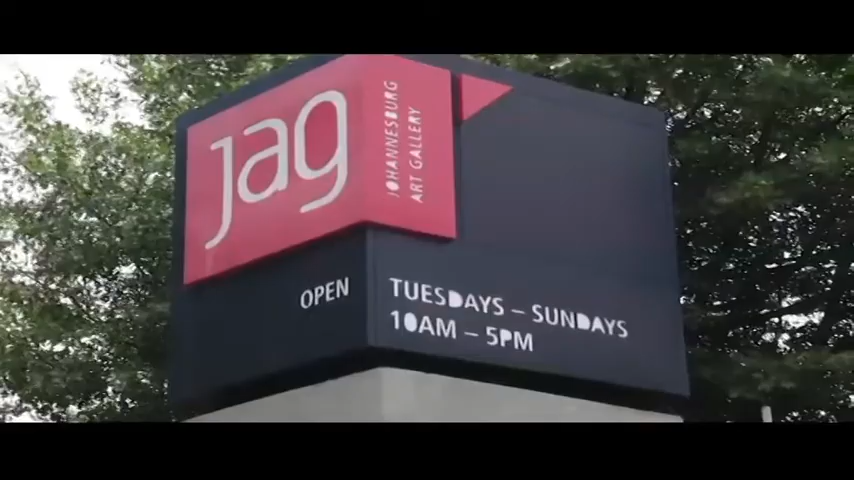 Jag
JOHANNESBURG
ART GALLERY
OPEN
TUESDAYS – SUNDAYS
10AM – 5PM